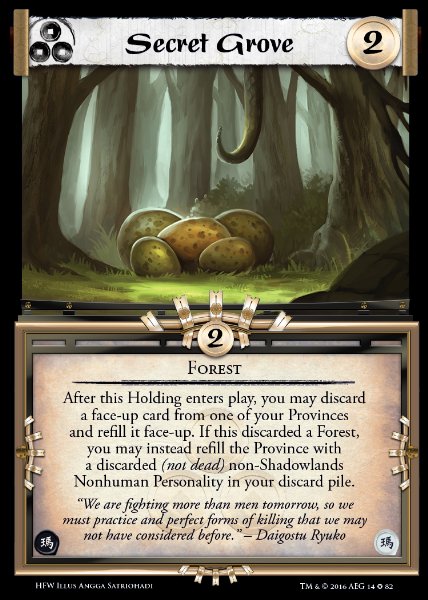 Secret Grove
2
2
Forest
After this Holding enters play, you may discard
a face-up card from one of your Provinces
and refill it face-up. If this discarded a Forest,
you may instead refill the Province with
a discarded (not dead) non-Shadowlands
Nonhuman Personality in your discard pile.
“We are fighting more than men tomorrow, so we
must practice and perfect forms of killing that we may
not have considered before.” – Daigotsu Ryuko
瑪 瑪
HFW Illus Angga Satriohadi TM & © 2016 AEG 14 ✪ 82